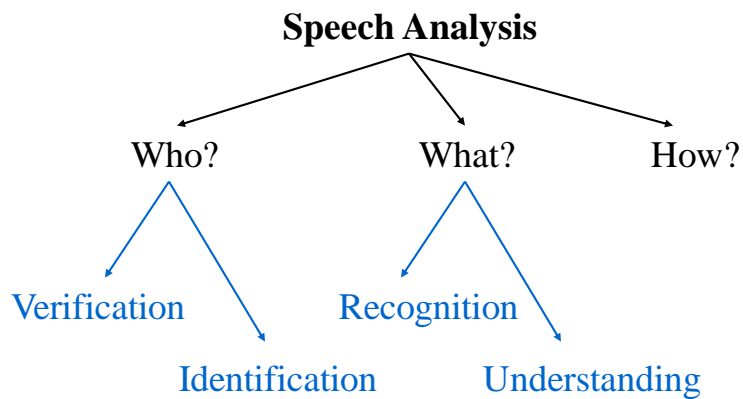 Speech Analysis
Who? What? How?
Verification Recognition
Identification Understanding